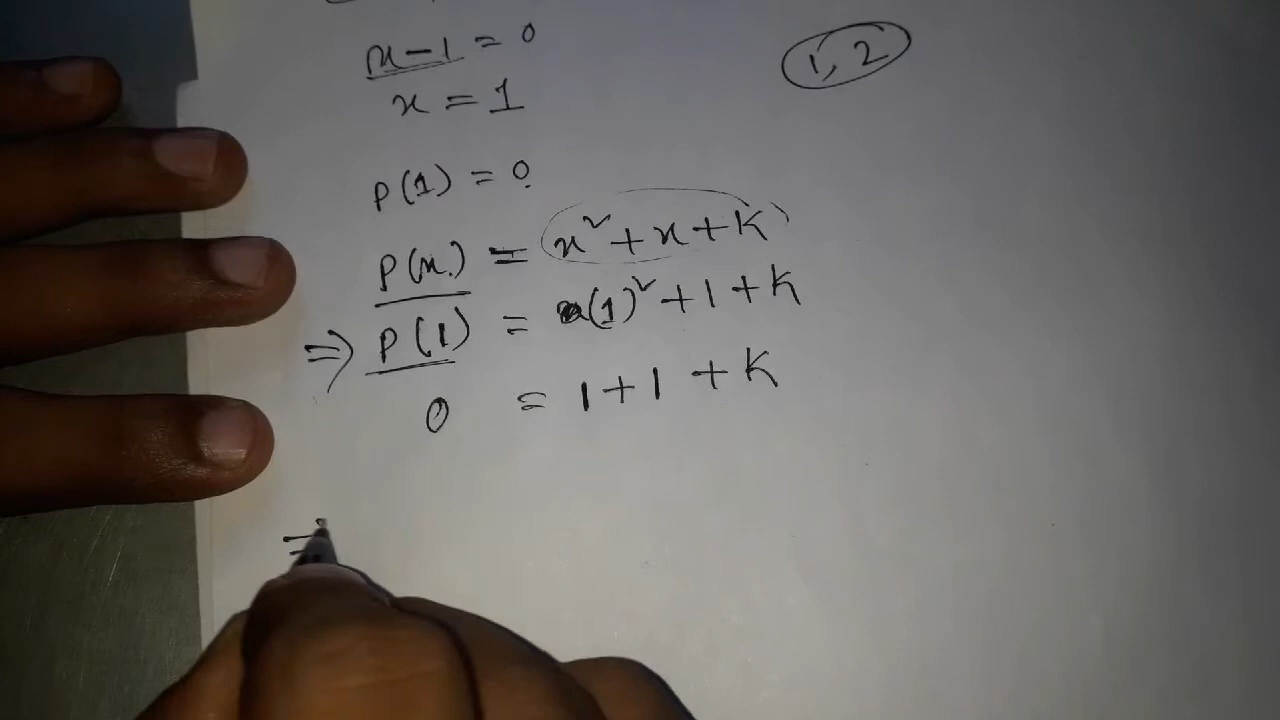 x-1 = 0
1, 2
x = 1
P(1) = 0
P(x) = x² + x + k
⇒ P(1) = (1)² + 1 + k
0 = 1 + 1 + k
=